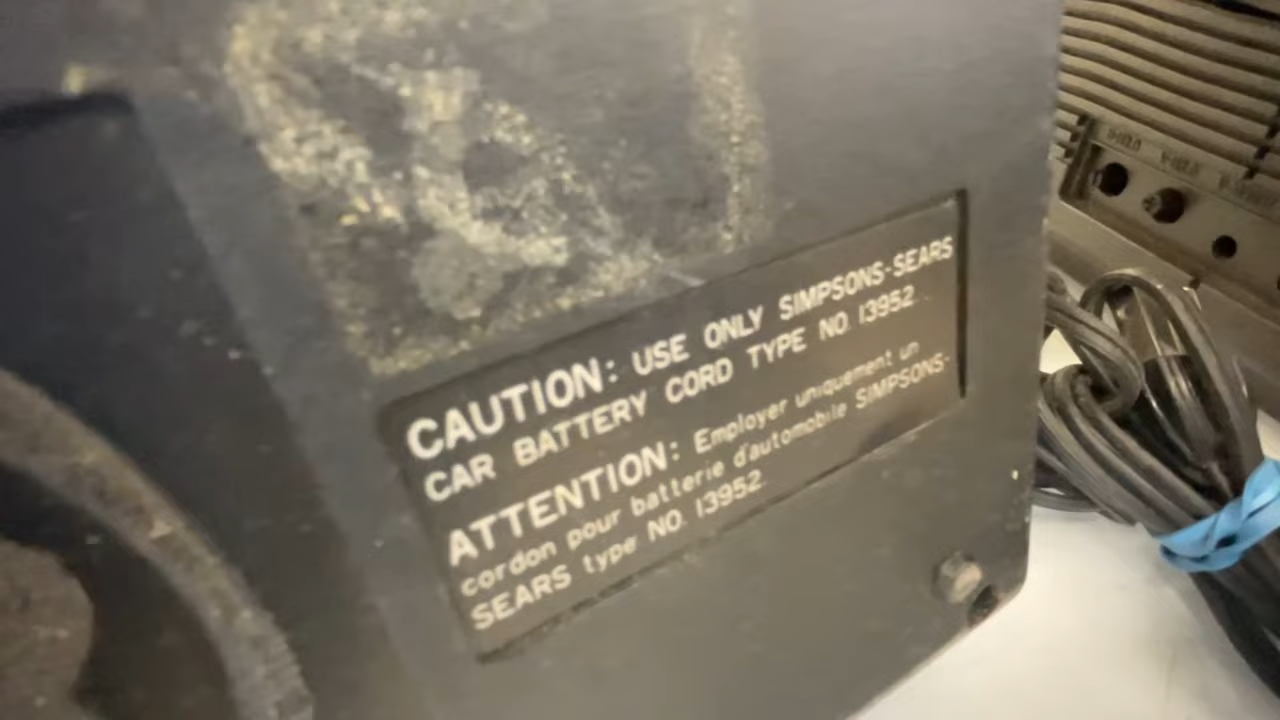 CAUTION: USE ONLY SIMPSONS-SEARS
CAR BATTERY CORD TYPE NO. 13952
ATTENTION: Employer uniquement un
cordon pour batterie d'automobile SIMPSONS-
SEARS type NO. 13952